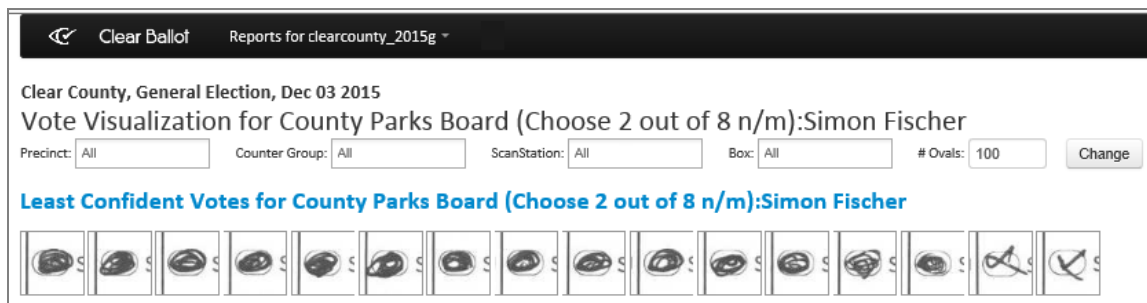 Clear Ballot Reports for clearcounty_2015g
Clear County, General Election, Dec 03 2015
Vote Visualization for County Parks Board (Choose 2 out of 8 n/m):Simon Fischer
Precinct: All Counter Group: All ScanStation: All Box: All # Ovals: 100 Change
Least Confident Votes for County Parks Board (Choose 2 out of 8 n/m):Simon Fischer